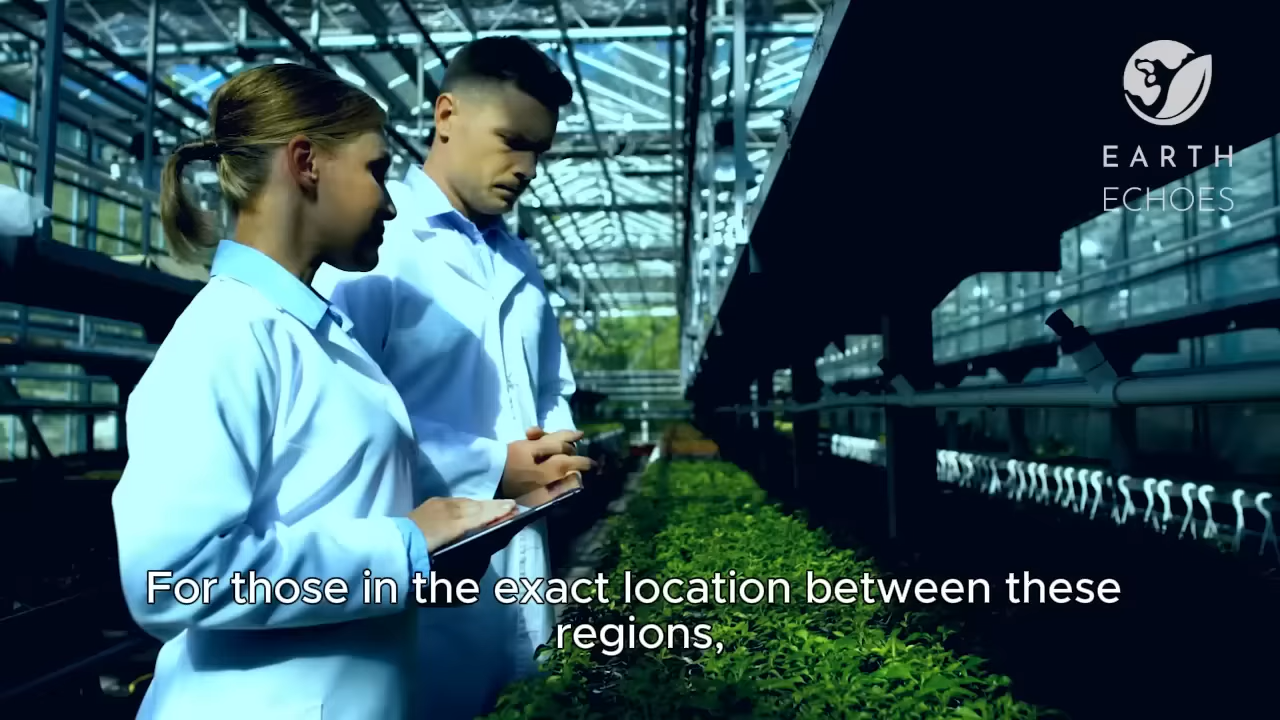 EARTH
ECHOES
For those in the exact location between these
regions,